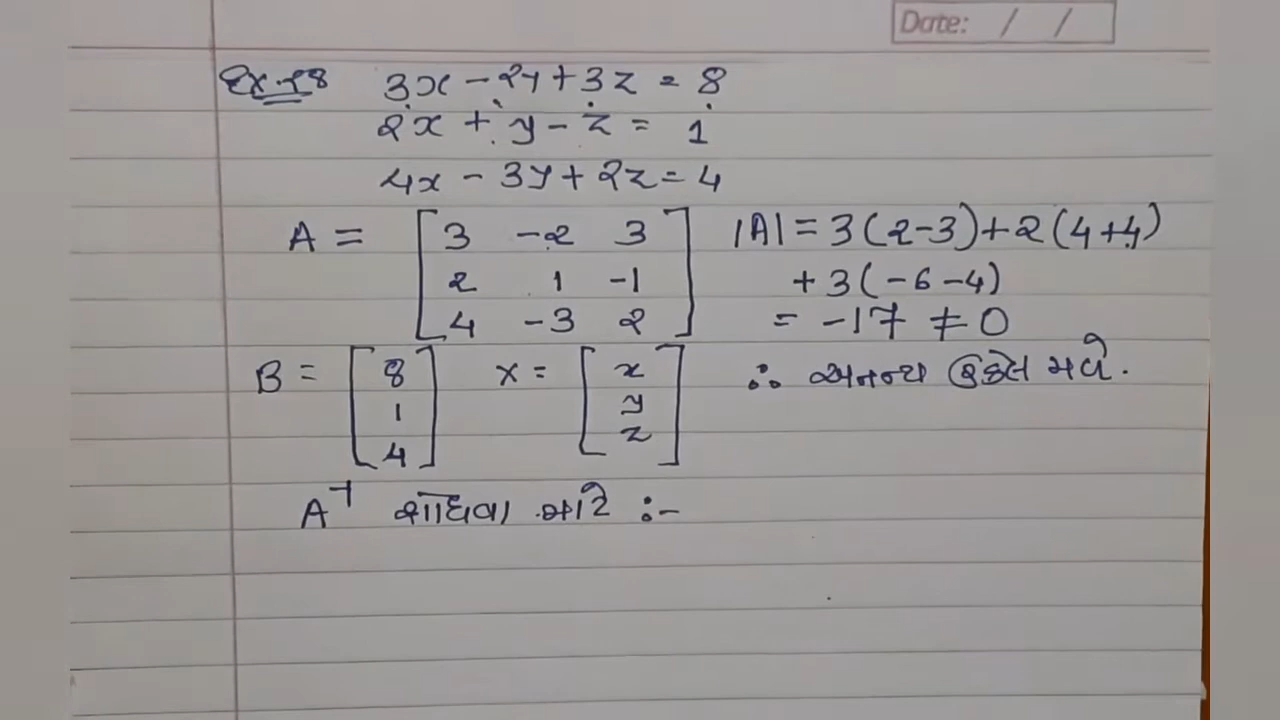 Date: / /
Ex.28 3x - 2y + 3z = 8
2x + y - z = 1
4x - 3y + 2z = 4
A = [ 3 -2 3 |A| = 3(2-3)+2(4+4)
2 1 -1 + 3(-6-4)
4 -3 2 ] = -17 ≠ 0
B = [ 8 1 4 ] X = [ x y z ] ∴ અનન્ય ઉકેલ મળે.
A⁻¹ શોધવા માટે :-